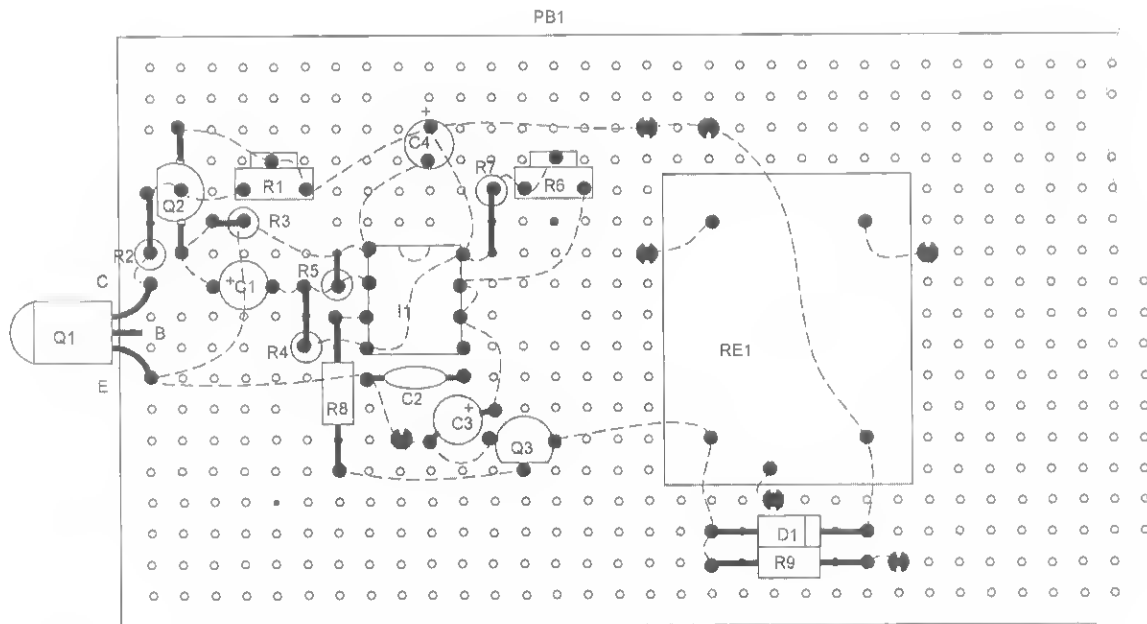 PB1
+
C4
R7
R1
R6
Q2
R3
R2
R5
C
+
C1
I1
Q1
B
R4
RE1
E
C2
R8
+
C3
Q3
D1
R9